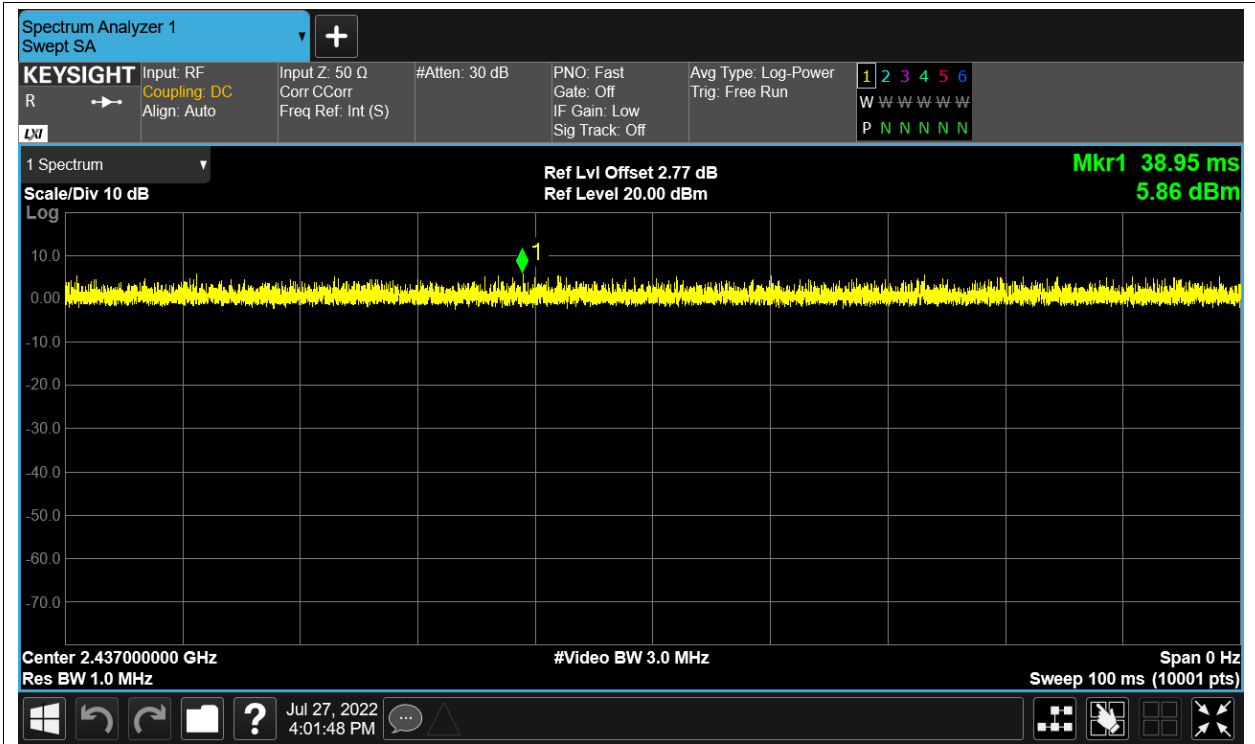 Spectrum Analyzer 1
Swept SA
KEYSIGHT
R
LXI
Input: RF
Coupling: DC
Align: Auto
Input Z: 50 Ω
Corr CCorr
Freq Ref: Int (S)
#Atten: 30 dB
PNO: Fast
Gate: Off
IF Gain: Low
Sig Track: Off
Avg Type: Log-Power
Trig: Free Run
1 2 3 4 5 6
W W W W W W
P N N N N N
1 Spectrum
Scale/Div 10 dB
Ref Lvl Offset 2.77 dB
Ref Level 20.00 dBm
Mkr1 38.95 ms
5.86 dBm
Log
1
10.0
0.00
-10.0
-20.0
-30.0
-40.0
-50.0
-60.0
-70.0
Center 2.437000000 GHz
Res BW 1.0 MHz
#Video BW 3.0 MHz
Span 0 Hz
Sweep 100 ms (10001 pts)
?
Jul 27, 2022
4:01:48 PM